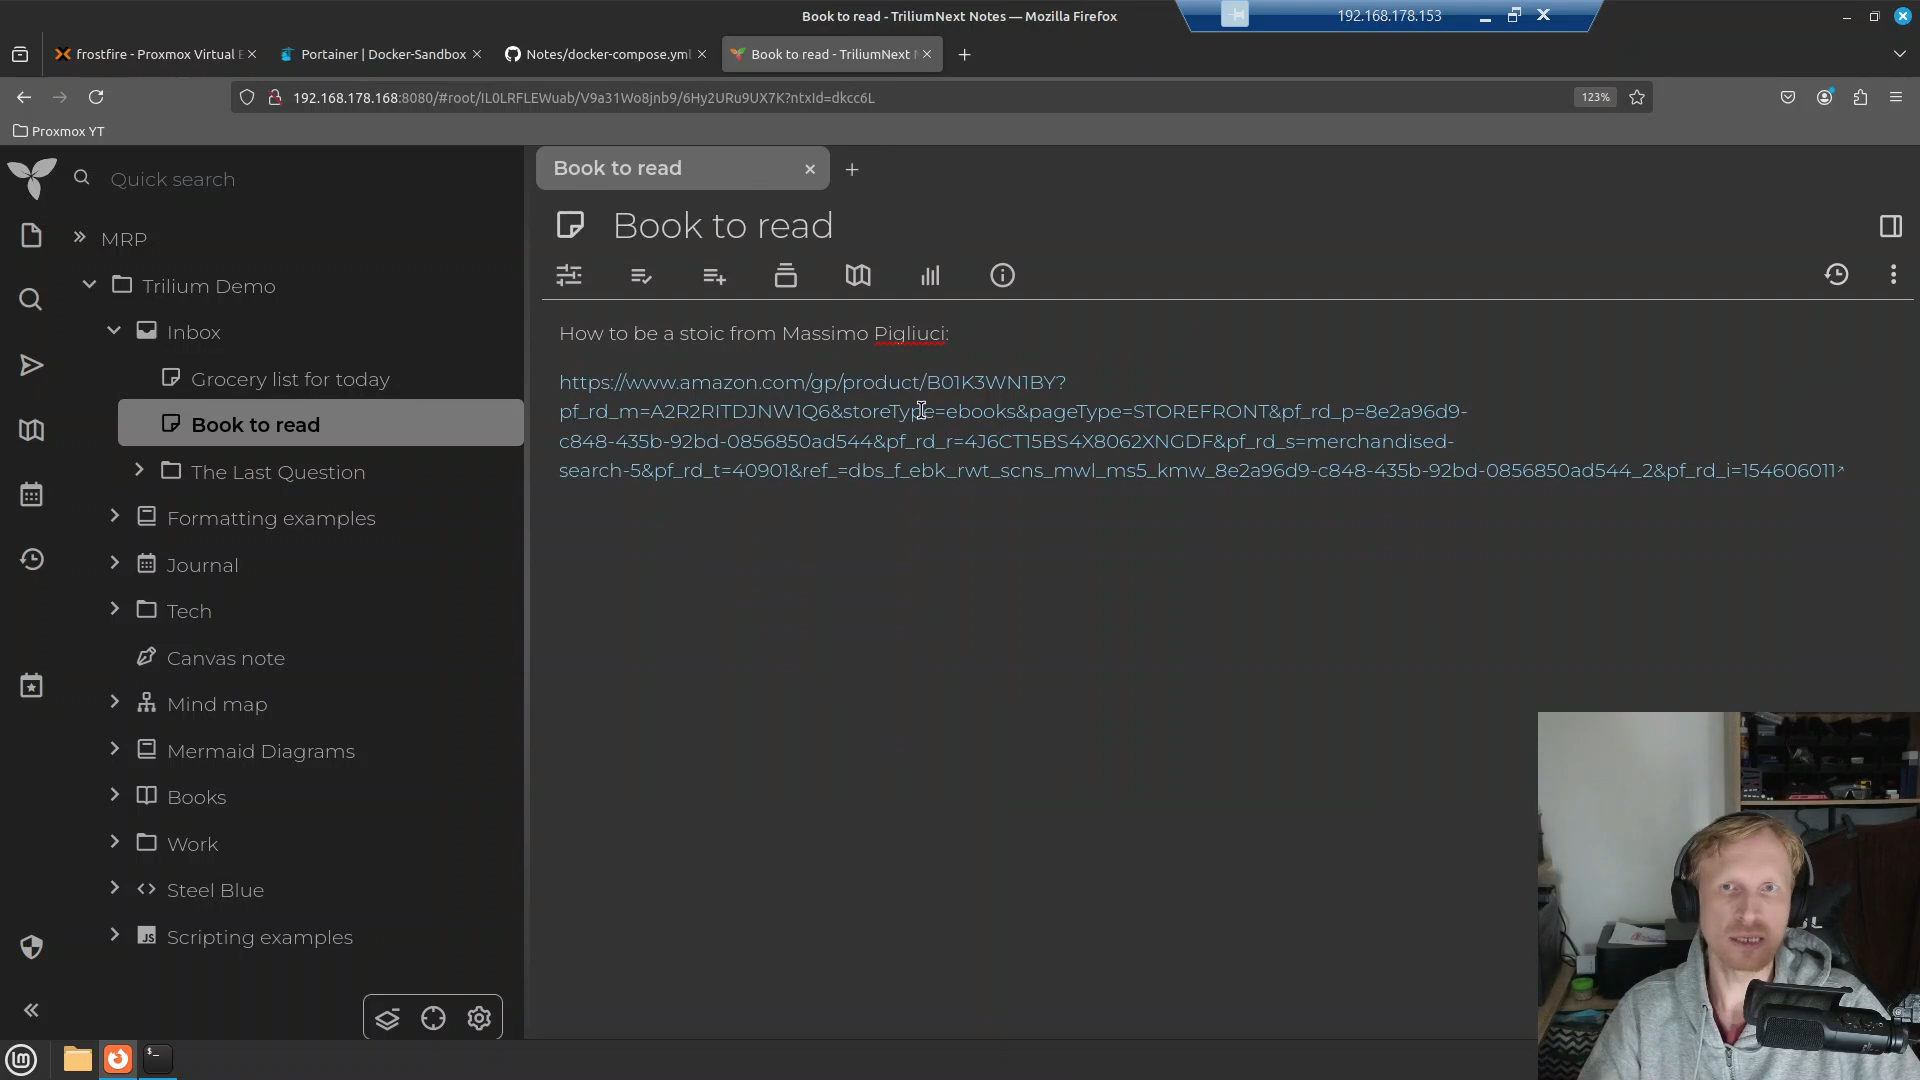 Book to read - TriliumNext Notes — Mozilla Firefox
192.168.178.153
frostfire - Proxmox Virtual E
Portainer | Docker-Sandbox
Notes/docker-compose.yml
Book to read - TriliumNext N
192.168.178.168:8080/#root/IL0LRFLEWuab/V9a31Wo8jnb9/6Hy2URu9UX7K?ntxId=dkcc6L
123%
Proxmox YT
Quick search
MRP
Trilium Demo
Inbox
Grocery list for today
Book to read
The Last Question
Formatting examples
Journal
Tech
Canvas note
Mind map
Mermaid Diagrams
Books
Work
Steel Blue
JS Scripting examples
Book to read
Book to read
How to be a stoic from Massimo Pigliuci:
https://www.amazon.com/gp/product/B01K3WN1BY?
pf_rd_m=A2R2RITDJNW1Q6&storeType=ebooks&pageType=STOREFRONT&pf_rd_p=8e2a96d9-
c848-435b-92bd-0856850ad544&pf_rd_r=4J6CT15BS4X8062XNGDF&pf_rd_s=merchandised-
search-5&pf_rd_t=40901&ref_=dbs_f_ebk_rwt_scns_mwl_ms5_kmw_8e2a96d9-c848-435b-92bd-0856850ad544_2&pf_rd_i=154606011